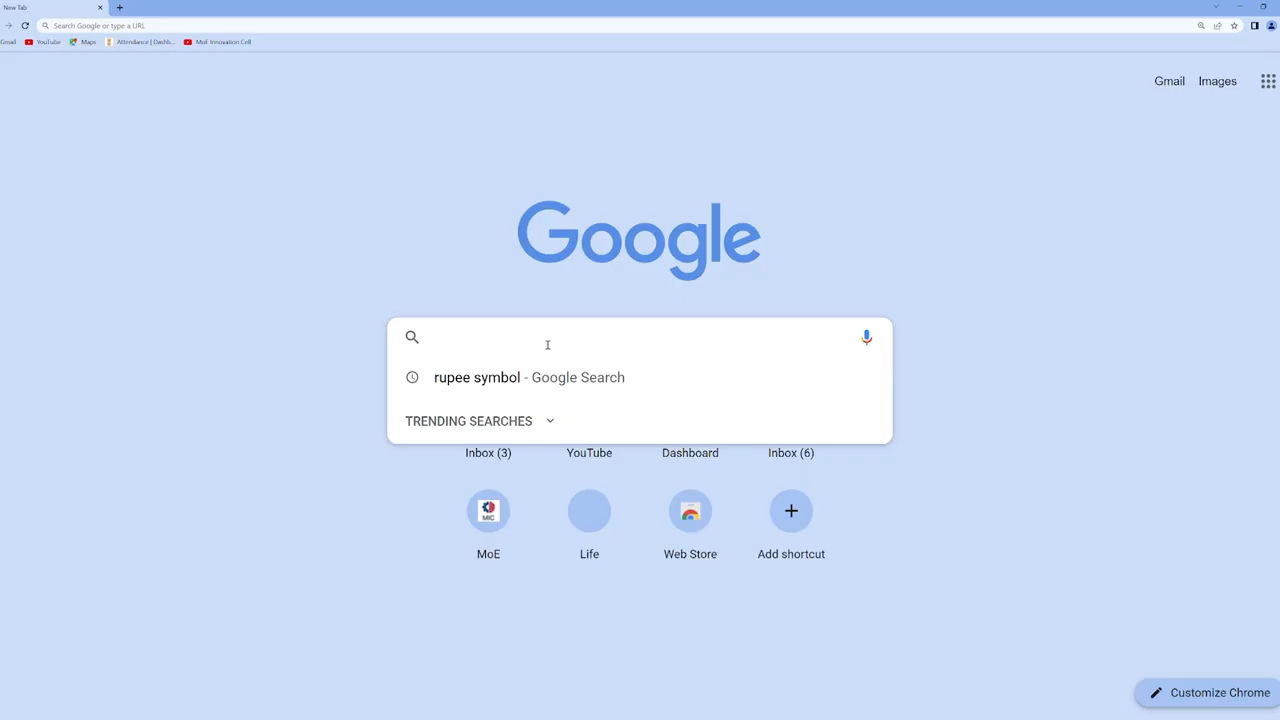 New Tab
Search Google or type a URL
Gmail YouTube Maps Attendance | Dashb... MoE Innovation Cell
Gmail Images
Google
rupee symbol - Google Search
TRENDING SEARCHES
Inbox (3) YouTube Dashboard Inbox (6)
MIC
MoE Life Web Store Add shortcut
Customize Chrome